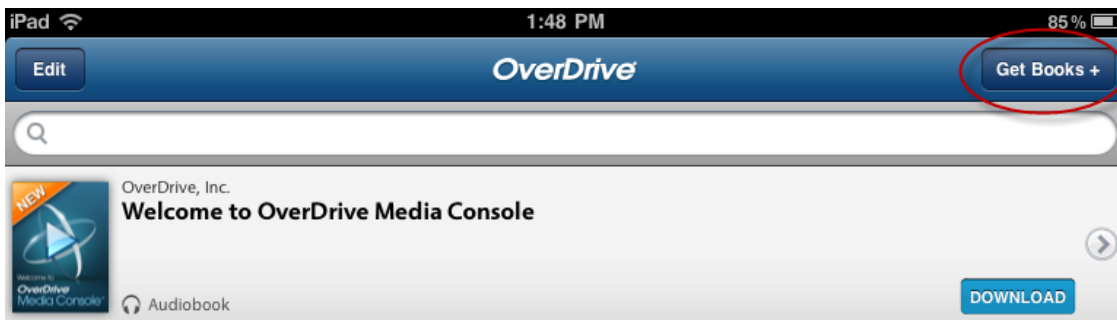 iPad 1:48 PM 85%
Edit OverDrive Get Books +
OverDrive, Inc.
Welcome to OverDrive Media Console
NEW
Welcome to
OverDrive
Media Console
Audiobook
DOWNLOAD